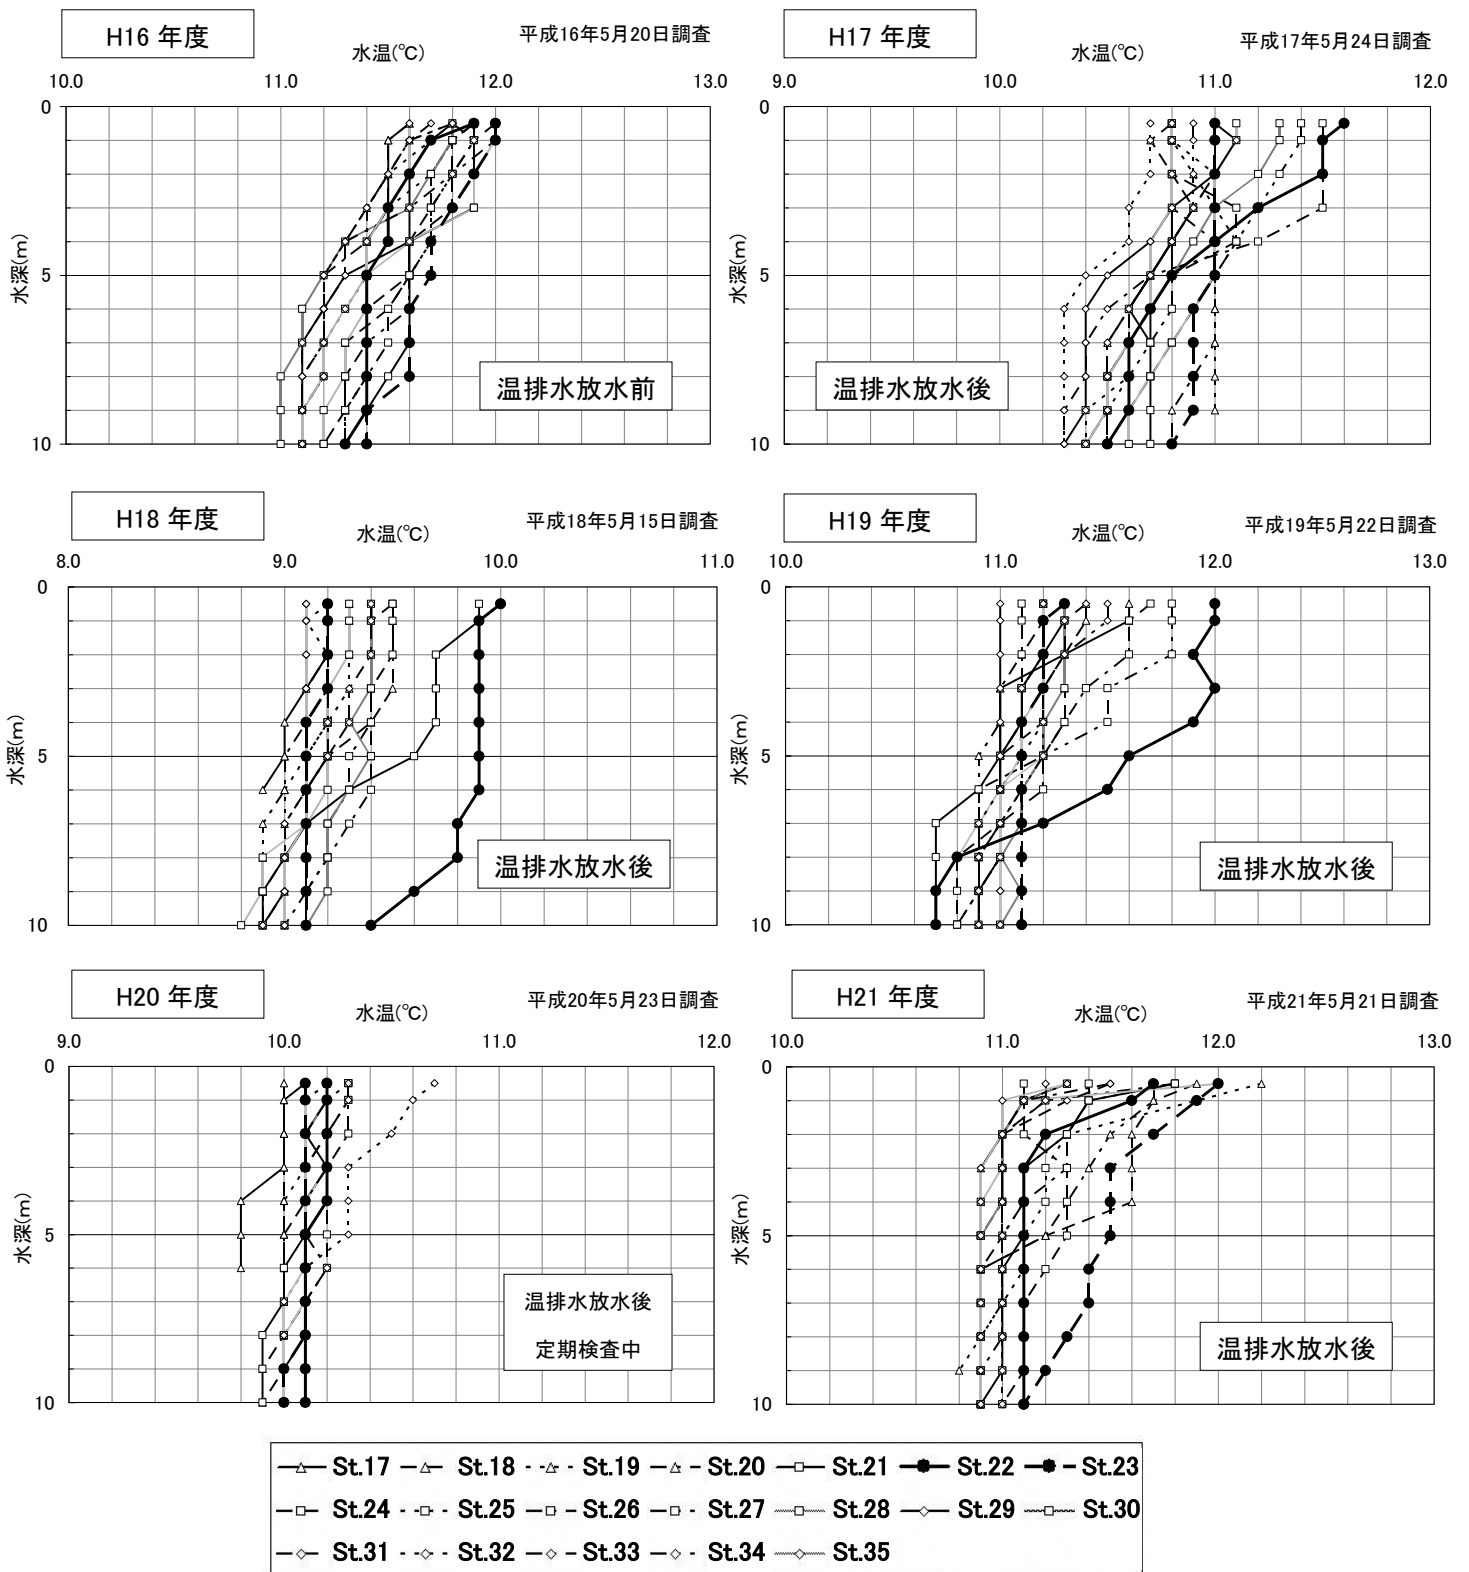 H16 年度
水温(℃)
平成16年5月20日調査
10.0 11.0 12.0 13.0
0
5
10
水深(m)
温排水放水前
H17 年度
水温(℃)
平成17年5月24日調査
9.0 10.0 11.0 12.0
0
5
10
水深(m)
温排水放水後
H18 年度
水温(℃)
平成18年5月15日調査
8.0 9.0 10.0 11.0
0
5
10
水深(m)
温排水放水後
H19 年度
水温(℃)
平成19年5月22日調査
10.0 11.0 12.0 13.0
0
5
10
水深(m)
温排水放水後
H20 年度
水温(℃)
平成20年5月23日調査
9.0 10.0 11.0 12.0
0
5
10
水深(m)
温排水放水後
定期検査中
H21 年度
水温(℃)
平成21年5月21日調査
10.0 11.0 12.0 13.0
0
5
10
水深(m)
温排水放水後
St.17 St.18 St.19 St.20 St.21 St.22 St.23
St.24 St.25 St.26 St.27 St.28 St.29 St.30
St.31 St.32 St.33 St.34 St.35